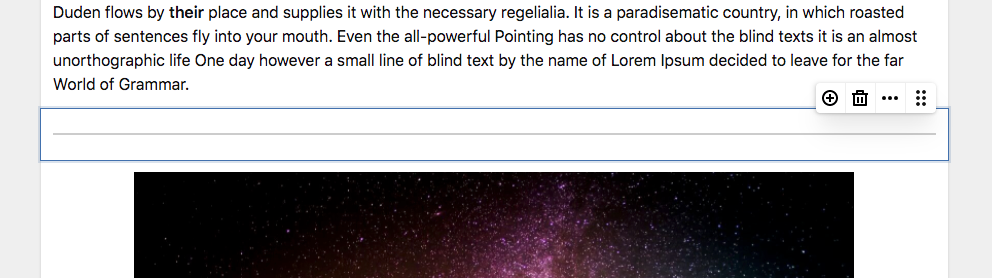 Duden flows by their place and supplies it with the necessary regelialia. It is a paradisematic country, in which roasted
parts of sentences fly into your mouth. Even the all-powerful Pointing has no control about the blind texts it is an almost
unorthographic life One day however a small line of blind text by the name of Lorem Ipsum decided to leave for the far
World of Grammar.